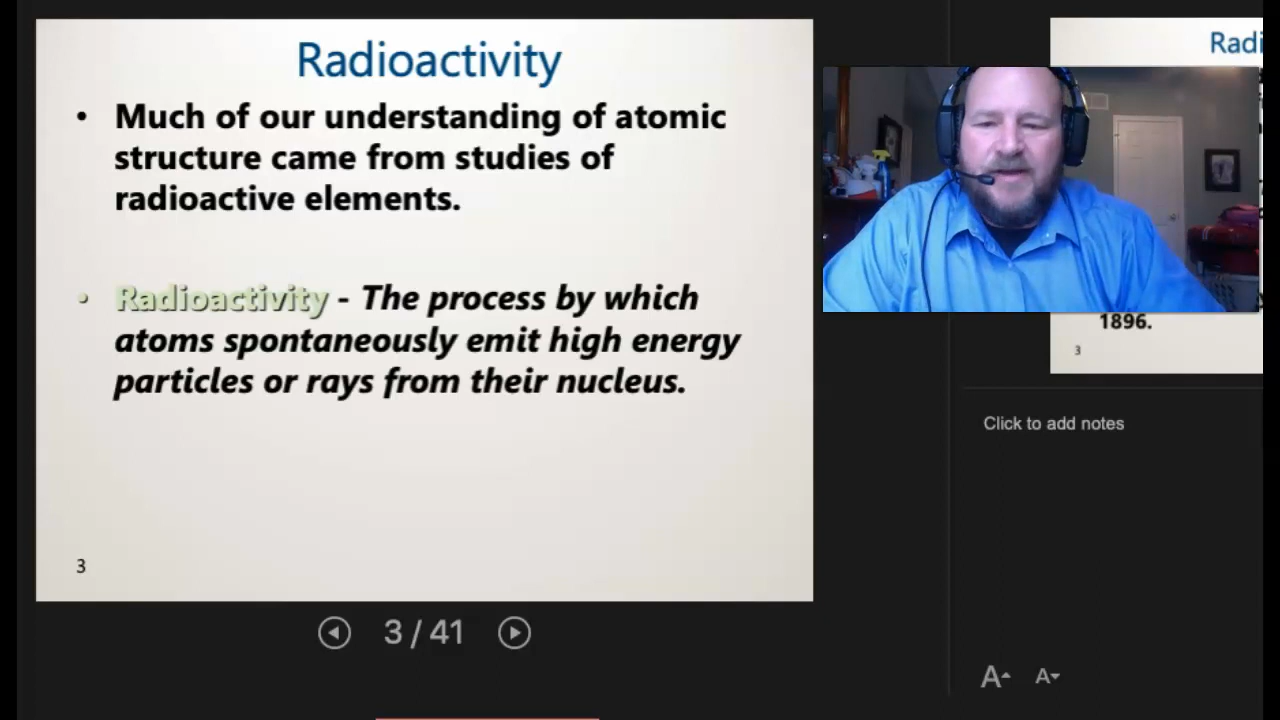 Radioactivity
• Much of our understanding of atomic
structure came from studies of
radioactive elements.
• Radioactivity - The process by which
atoms spontaneously emit high energy
particles or rays from their nucleus.
3
3 / 41
Radi
1896.
3
Click to add notes
A
A